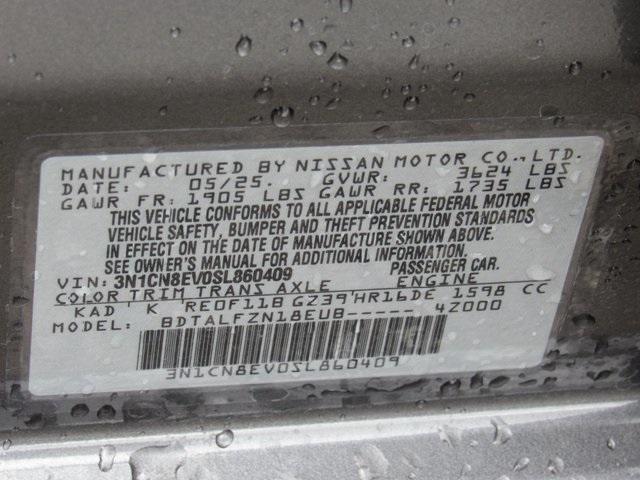 MANUFACTURED BY NISSAN MOTOR CO., LTD.
DATE: 05/25. GVWR: 3624 LBS
GAWR FR: 1905 LBS GAWR RR: 1735 LBS
THIS VEHICLE CONFORMS TO ALL APPLICABLE FEDERAL MOTOR
VEHICLE SAFETY, BUMPER AND THEFT PREVENTION STANDARDS
IN EFFECT ON THE DATE OF MANUFACTURE SHOWN ABOVE.
SEE OWNER'S MANUAL FOR ADDITIONAL INFORMATION
VIN: 3N1CN8EV0SL860409 PASSENGER CAR.
COLOR TRIM TRANS AXLE ENGINE
KAD K RE0F11B GZ39 HR16DE 1598 CC
MODEL: BDTALFZN18EUB----- 4Z000
3N1CN8EV0SL860409